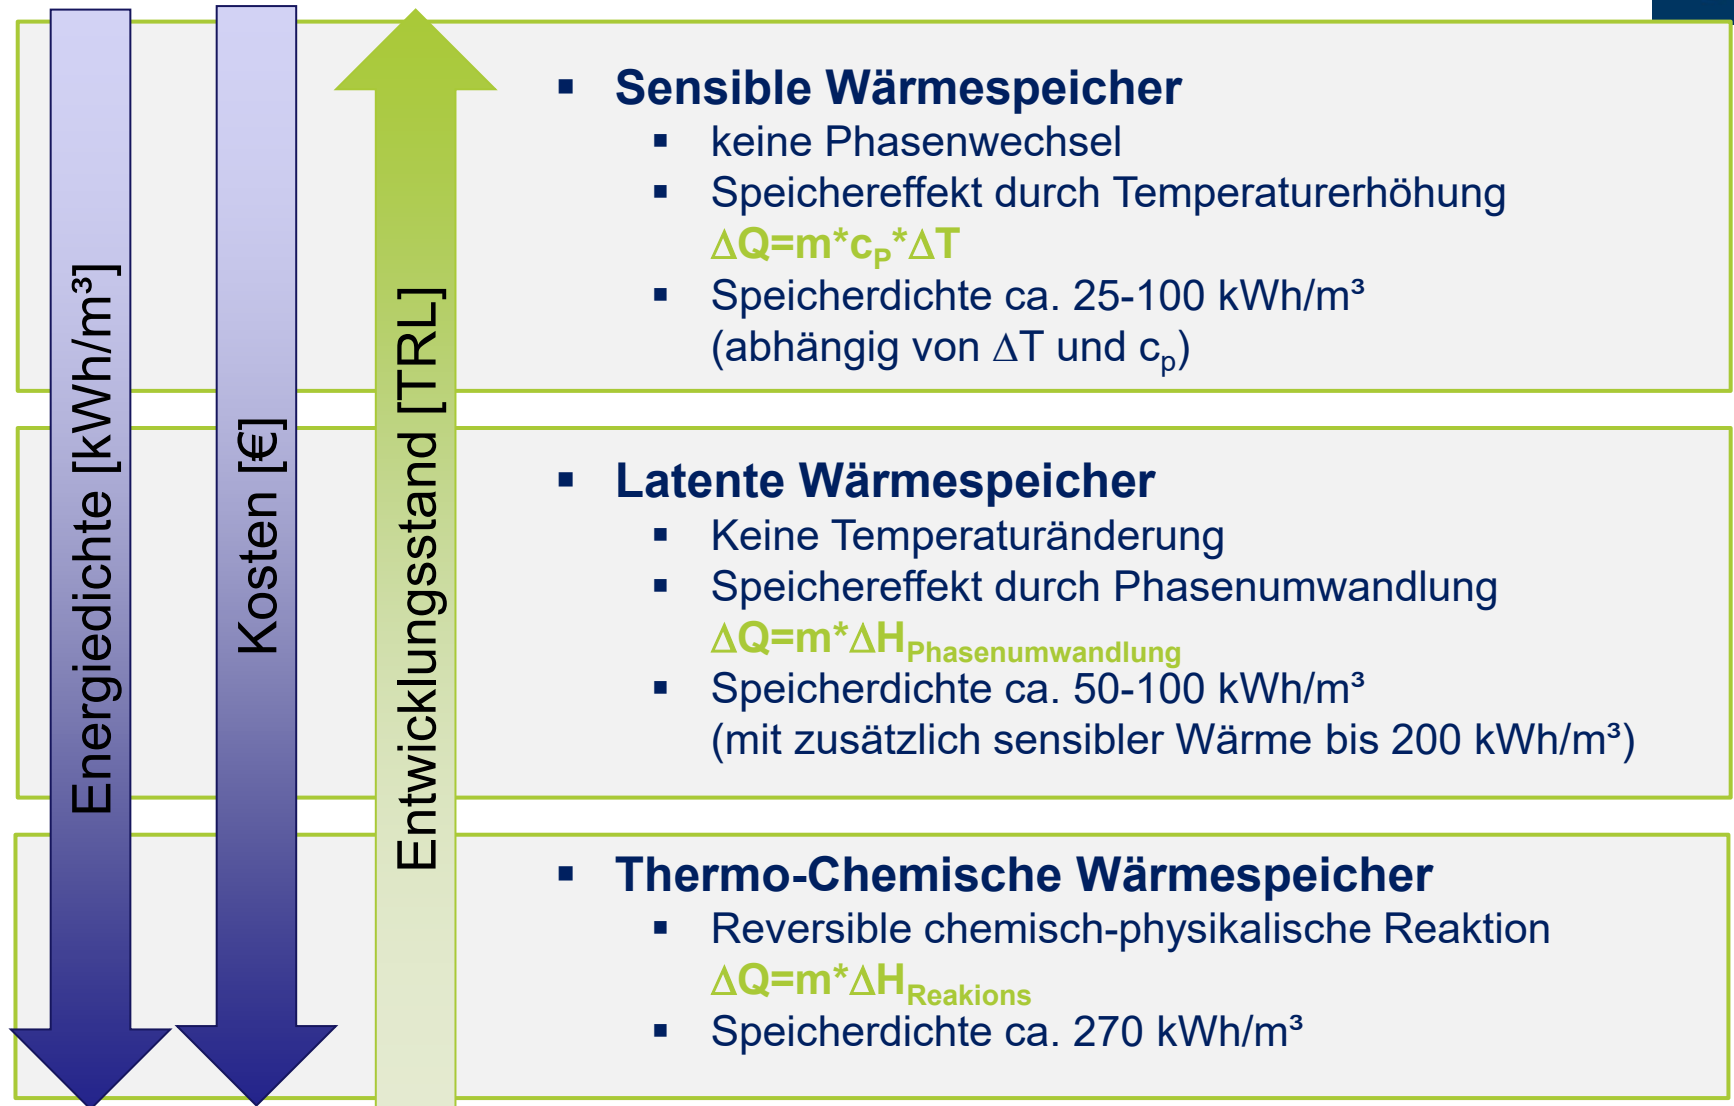 Energiedichte [kWh/m³]
Kosten [€]
Entwicklungsstand [TRL]
▪ Sensible Wärmespeicher
▪ keine Phasenwechsel
▪ Speichereffekt durch Temperaturerhöhung
ΔQ=m*cP*ΔT
▪ Speicherdichte ca. 25-100 kWh/m³
(abhängig von ΔT und cp)
▪ Latente Wärmespeicher
▪ Keine Temperaturänderung
▪ Speichereffekt durch Phasenumwandlung
ΔQ=m*ΔHPhasenumwandlung
▪ Speicherdichte ca. 50-100 kWh/m³
(mit zusätzlich sensibler Wärme bis 200 kWh/m³)
▪ Thermo-Chemische Wärmespeicher
▪ Reversible chemisch-physikalische Reaktion
ΔQ=m*ΔHReakions
▪ Speicherdichte ca. 270 kWh/m³